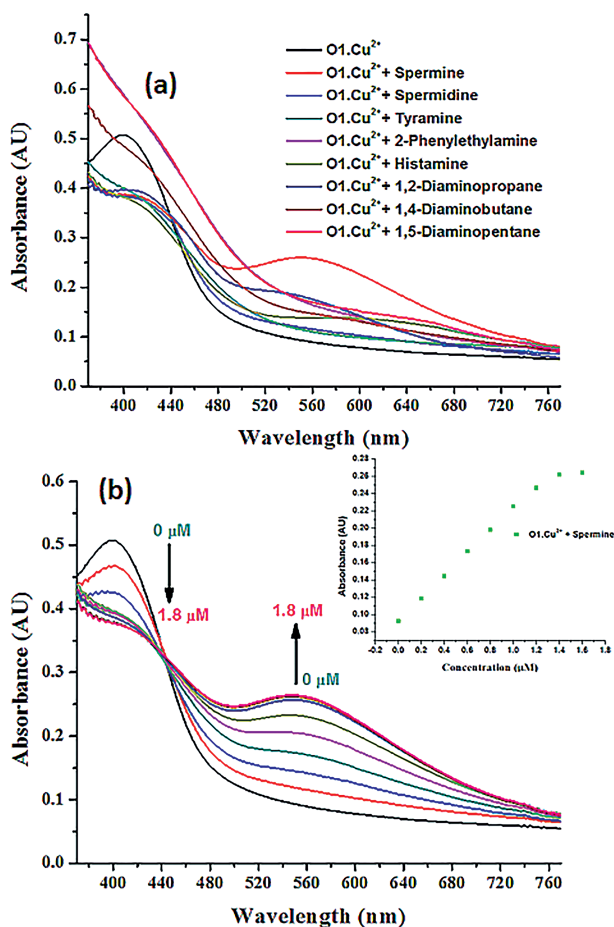 (a)
O1.Cu²⁺
O1.Cu²⁺+ Spermine
O1.Cu²⁺+ Spermidine
O1.Cu²⁺+ Tyramine
O1.Cu²⁺+ 2-Phenylethylamine
O1.Cu²⁺+ Histamine
O1.Cu²⁺+ 1,2-Diaminopropane
O1.Cu²⁺+ 1,4-Diaminobutane
O1.Cu²⁺+ 1,5-Diaminopentane
Absorbance (AU)
0.7
0.6
0.5
0.4
0.3
0.2
0.1
0.0
400 440 480 520 560 600 640 680 720 760
Wavelength (nm)
(b)
0 µM
1.8 µM
1.8 µM
0 µM
Absorbance (AU)
0.6
0.5
0.4
0.3
0.2
0.1
0.0
400 440 480 520 560 600 640 680 720 760
Wavelength (nm)
Absorbance (AU)
0.28
0.26
0.24
0.22
0.20
0.18
0.16
0.14
0.12
0.10
0.08
O1.Cu²⁺ + Spermine
-0.2 0.0 0.2 0.4 0.6 0.8 1.0 1.2 1.4 1.6 1.8
Concentration (µM)